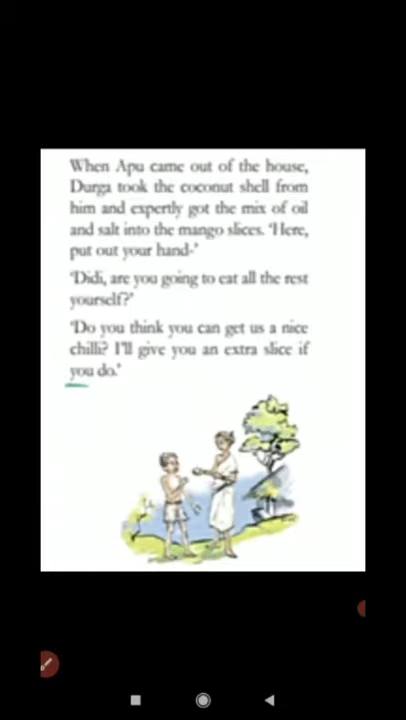 When Apu came out of the house,
Durga took the coconut shell from
him and expertly got the mix of oil
and salt into the mango slices. 'Here,
put out your hand-'
'Didi, are you going to eat all the rest
yourself?'
'Do you think you can get us a nice
chilli? I'll give you an extra slice if
you do.'